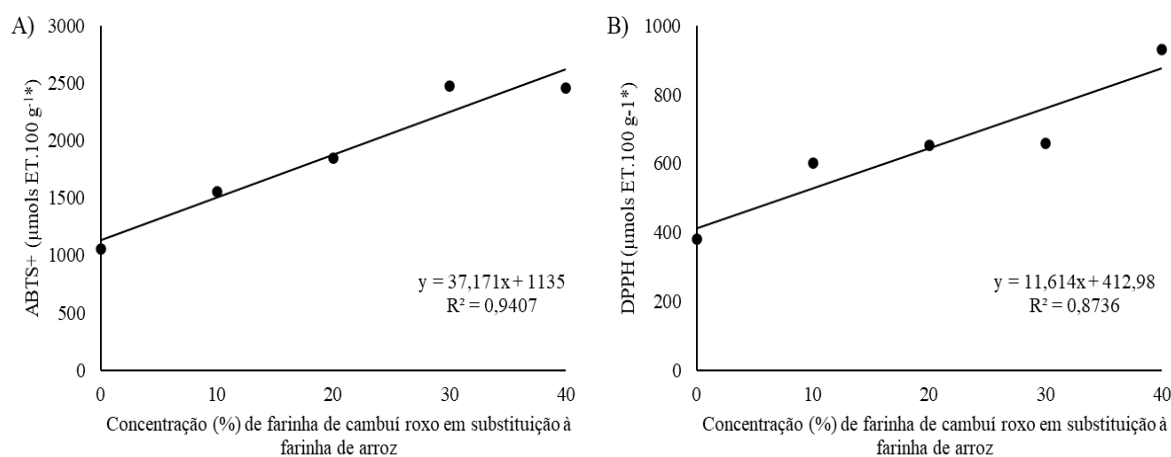 A)
ABTS+ (µmols ET.100 g⁻¹*)
3000
2500
2000
1500
1000
500
0
0 10 20 30 40
y = 37,171x + 1135
R² = 0,9407
Concentração (%) de farinha de cambuí roxo em substituição à
farinha de arroz
B)
DPPH (µmols ET.100 g-1*)
1000
800
600
400
200
0
0 10 20 30 40
y = 11,614x + 412,98
R² = 0,8736
Concentração (%) de farinha de cambuí roxo em substituição à
farinha de arroz